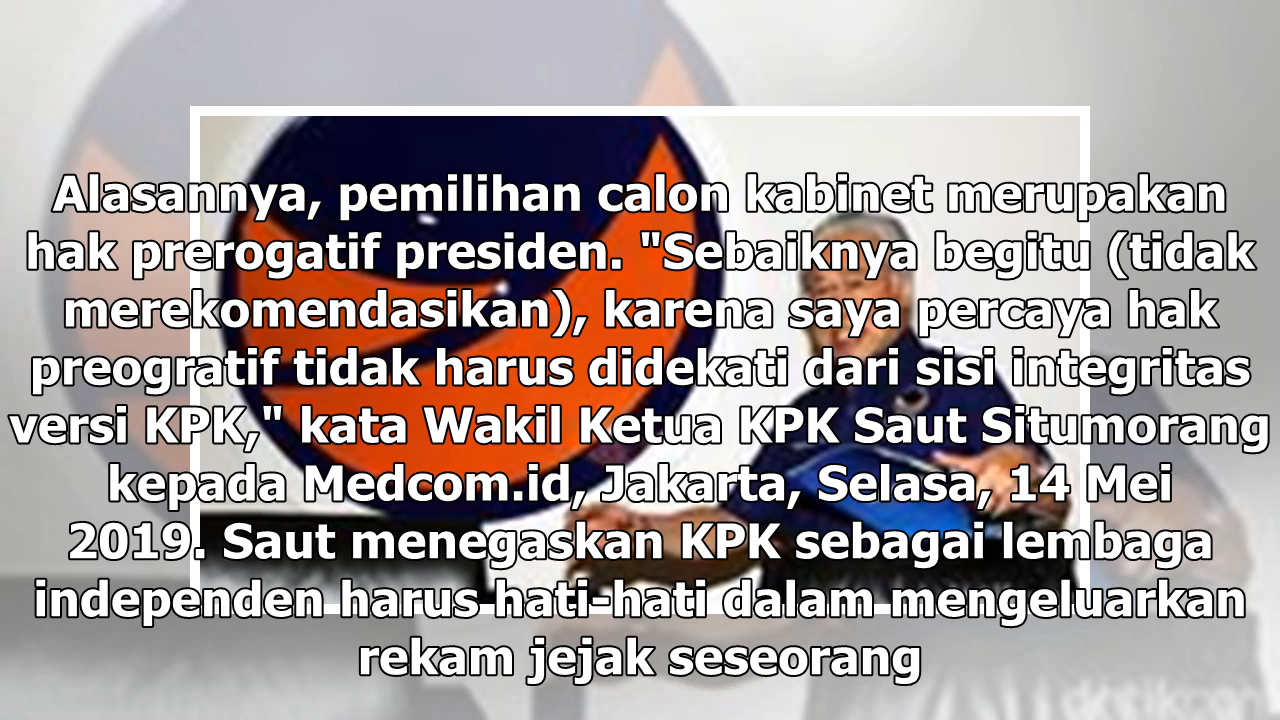 Alasannya, pemilihan calon kabinet merupakan
hak prerogatif presiden. "Sebaiknya begitu (tidak
merekomendasikan), karena saya percaya hak
preogratif tidak harus didekati dari sisi integritas
versi KPK," kata Wakil Ketua KPK Saut Situmorang
kepada Medcom.id, Jakarta, Selasa, 14 Mei
2019. Saut menegaskan KPK sebagai lembaga
independen harus hati-hati dalam mengeluarkan
rekam jejak seseorang
detikcom